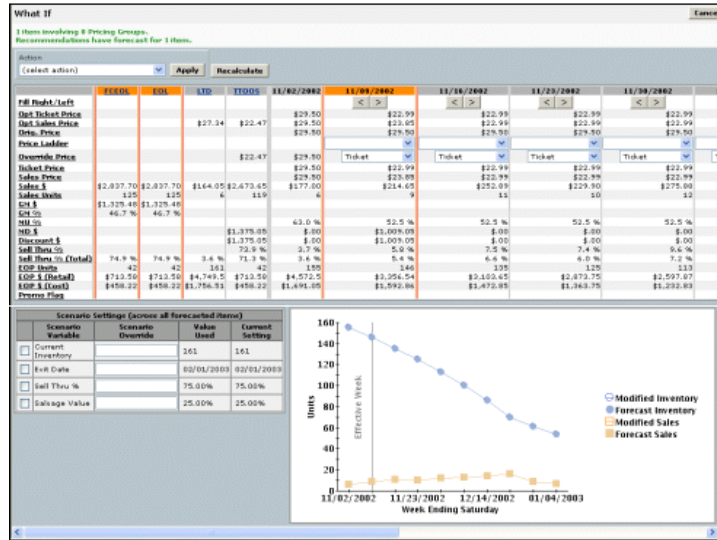 What If
Cance
1 item involving 8 Pricing Groups.
Recommendations have forecast for 1 item.
Action
(select action) Apply Recalculate
FCEOL EOL LTD TTOOS 11/02/2002 11/09/2002 11/16/2002 11/23/2002 11/30/2002
Fill Right/Left < > < > < > < >
Opt Ticket Price $29.50 $22.99 $22.99 $22.99 $22.99
Opt Sales Price $27.34 $22.47 $29.50 $23.85 $22.99 $22.99 $22.99
Orig. Price $29.50 $29.50 $29.50 $29.50 $29.50
Price Ladder
Override Price $22.47 $29.50 Ticket Ticket Ticket Ticket
Ticket Price $29.50 $22.99 $22.99 $22.99 $22.99
Sales Price $29.50 $23.85 $22.99 $22.99 $22.99
Sales $ $2,837.70 $2,837.70 $164.05 $2,673.65 $177.00 $214.65 $252.89 $229.90 $275.88
Sales Units 125 125 6 119 6 9 11 10 12
GM $ $1,325.48 $1,325.48
GM % 46.7 % 46.7 %
MU % 63.0 % 52.5 % 52.5 % 52.5 % 52.5 %
MD $ $1,375.05 $.00 $1,009.05 $.00 $.00 $.00
Discount $ $1,375.05 $.00 $1,009.05 $.00 $.00 $.00
Sell Thru % 73.9 % 3.7 % 5.8 % 7.5 % 7.4 % 9.6 %
Sell Thru % (Total) 74.9 % 74.9 % 3.6 % 71.3 % 3.6 % 5.4 % 6.6 % 6.0 % 7.2 %
EOP Units 42 42 161 42 155 146 135 125 113
EOP $ (Retail) $713.58 $713.58 $4,749.5 $713.58 $4,572.5 $3,356.54 $3,103.65 $2,873.75 $2,597.87
EOP $ (Cost) $458.22 $458.22 $1,756.51 $458.22 $1,691.05 $1,592.86 $1,472.85 $1,363.75 $1,232.83
Promo Flag
Scenario Settings (across all forecasted items)
Scenario Variable Scenario Override Value Used Current Setting
Current Inventory 161 161
Exit Date 02/01/2003 02/01/2003
Sell Thru % 75.00% 75.00%
Salvage Value 25.00% 25.00%
160
140
120
100
80
60
40
20
0
Units
Effective Week
Modified Inventory
Forecast Inventory
Modified Sales
Forecast Sales
11/02/2002 11/23/2002 12/14/2002 01/04/2003
Week Ending Saturday